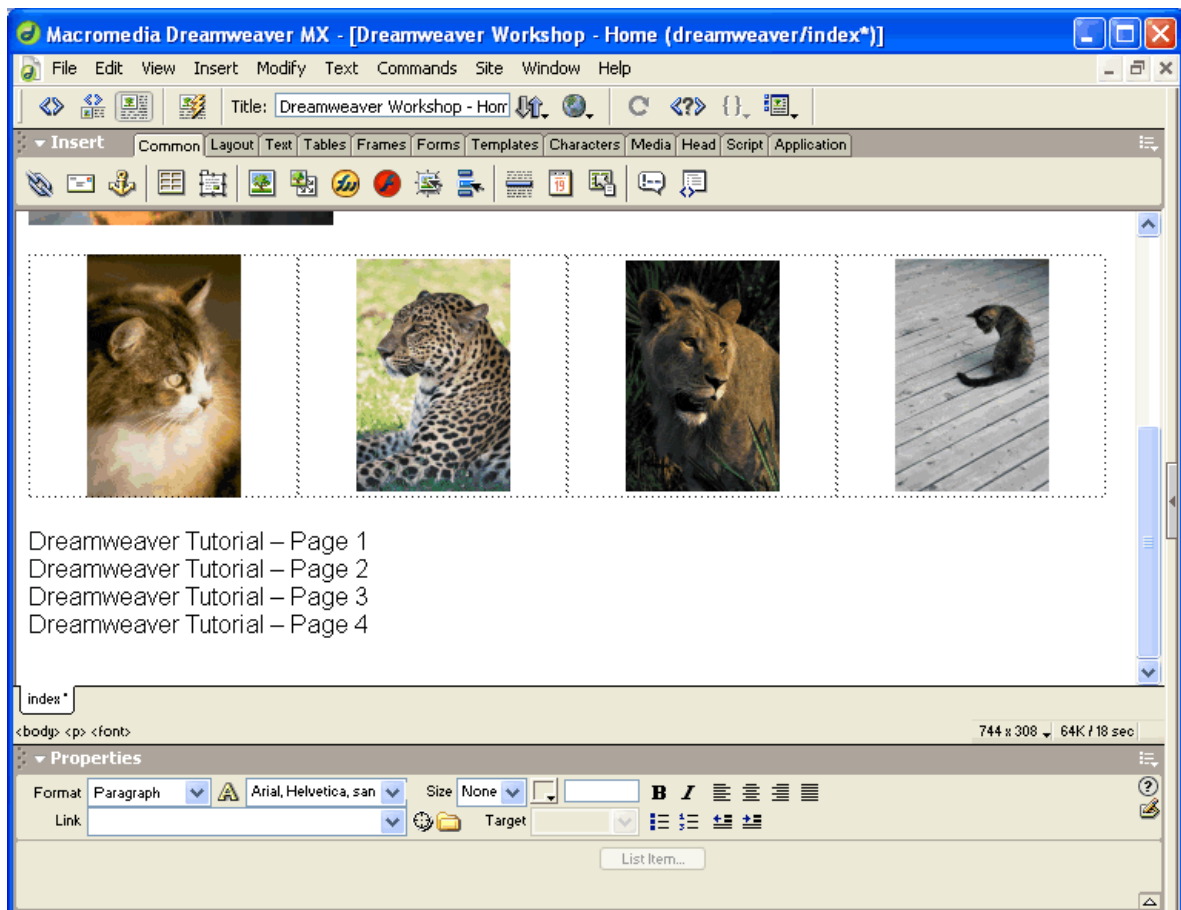 Macromedia Dreamweaver MX - [Dreamweaver Workshop - Home (dreamweaver/index*)]
File Edit View Insert Modify Text Commands Site Window Help
Title: Dreamweaver Workshop - Hom
Insert Common Layout Text Tables Frames Forms Templates Characters Media Head Script Application
19
Dreamweaver Tutorial – Page 1
Dreamweaver Tutorial – Page 2
Dreamweaver Tutorial – Page 3
Dreamweaver Tutorial – Page 4
index*
<body> <p> <font> 744 x 308 64K / 18 sec
Properties
Format Paragraph Arial, Helvetica, san Size None B I
Link Target
List Item...